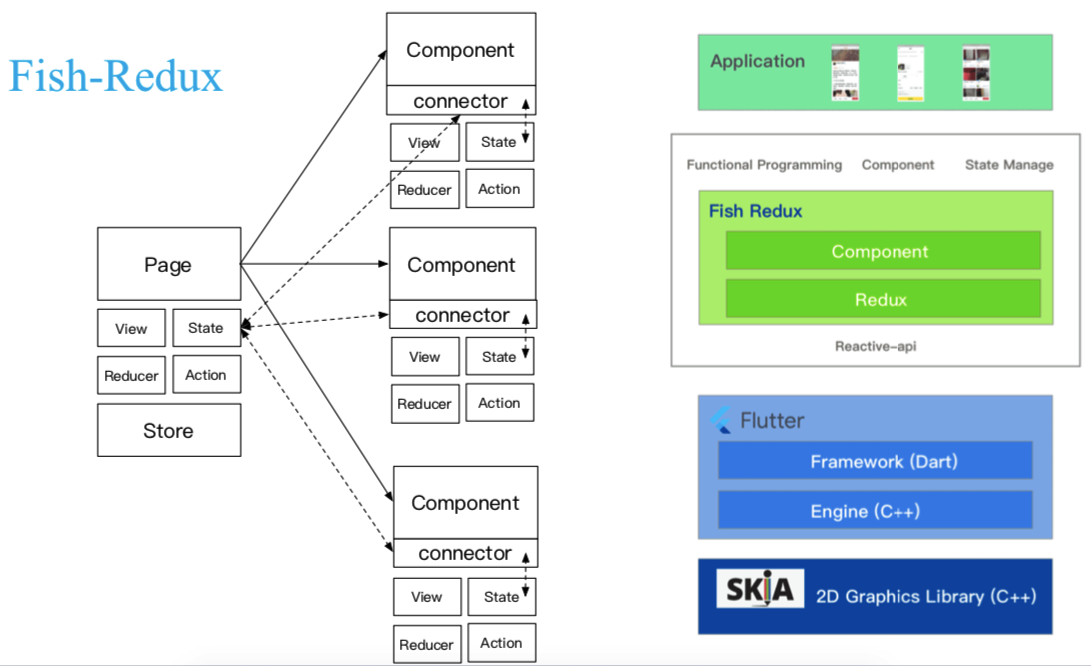 Fish-Redux
Component
connector
View State
Reducer Action
Page
View State
Reducer Action
Store
Component
connector
View State
Reducer Action
Component
connector
View State
Reducer Action
Application
Functional Programming Component State Manage
Fish Redux
Component
Redux
Reactive-api
Flutter
Framework (Dart)
Engine (C++)
SKiA 2D Graphics Library (C++)